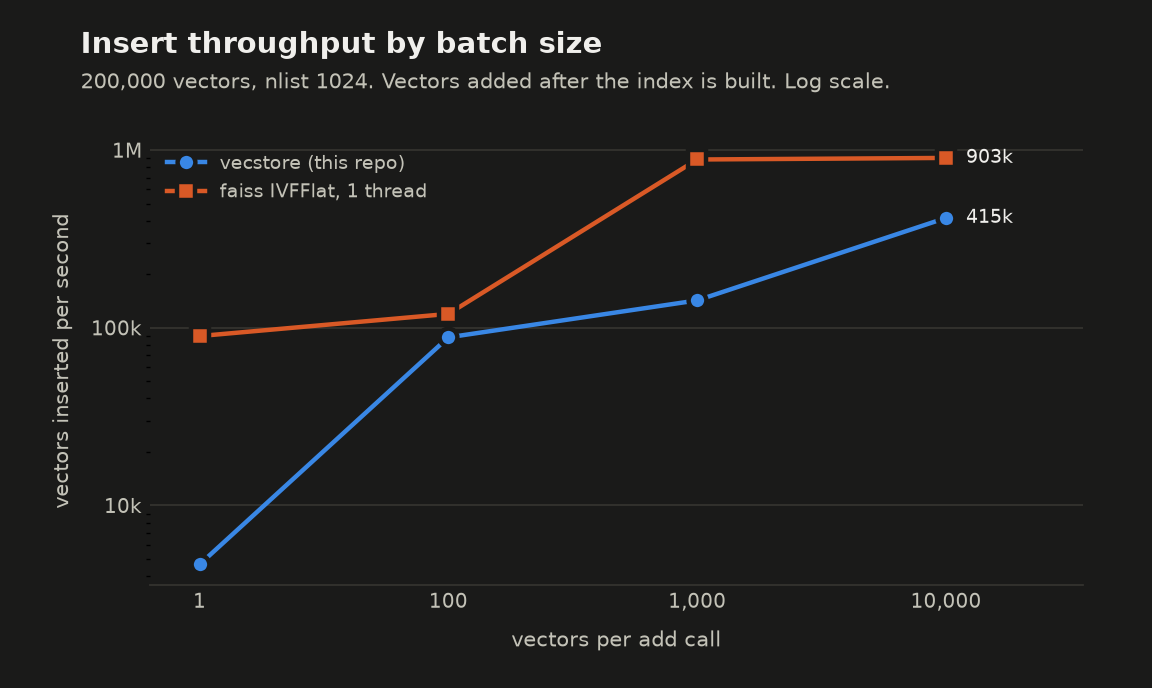 Insert throughput by batch size
200,000 vectors, nlist 1024. Vectors added after the index is built. Log scale.
vecstore (this repo)
faiss IVFFlat, 1 thread
vectors inserted per second
1M
100k
10k
903k
415k
1
100
1,000
10,000
vectors per add call